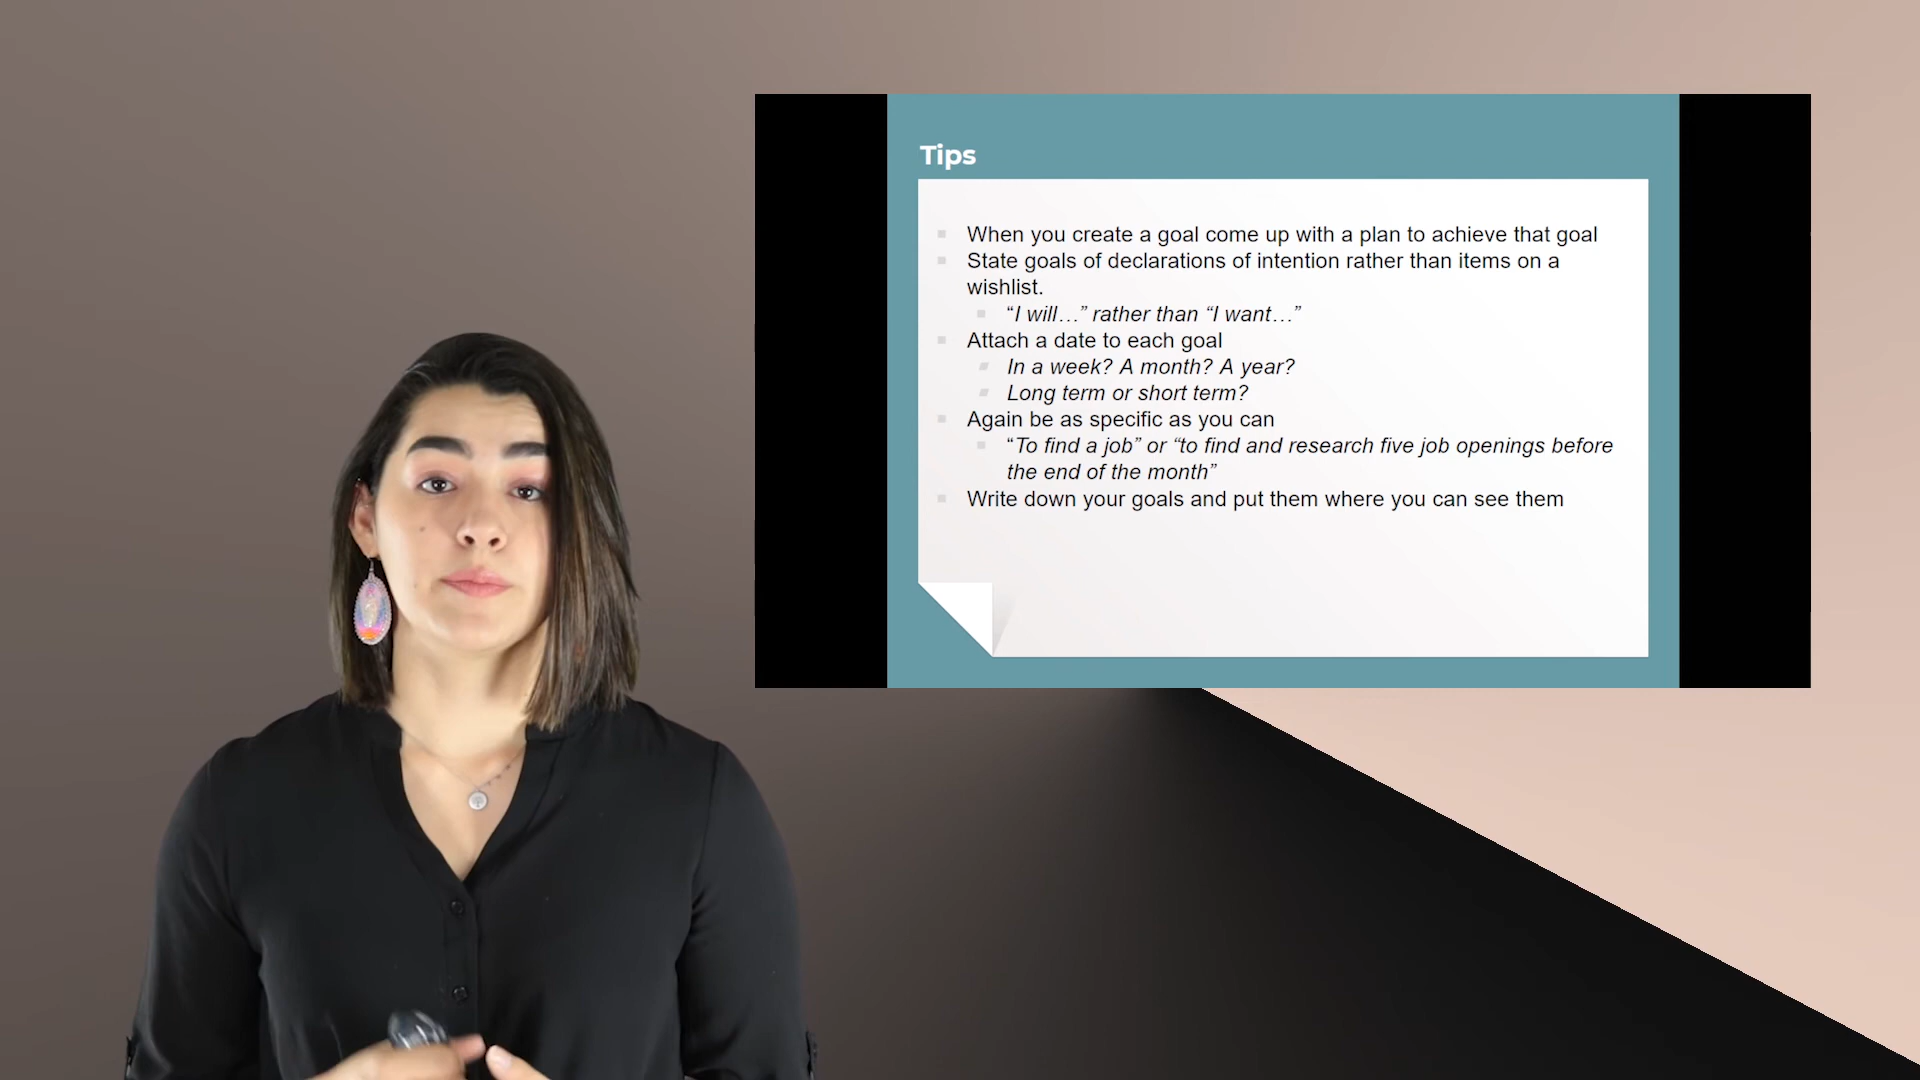 Tips
When you create a goal come up with a plan to achieve that goal
State goals of declarations of intention rather than items on a
wishlist.
“I will…” rather than “I want…”
Attach a date to each goal
In a week? A month? A year?
Long term or short term?
Again be as specific as you can
“To find a job” or “to find and research five job openings before
the end of the month”
Write down your goals and put them where you can see them